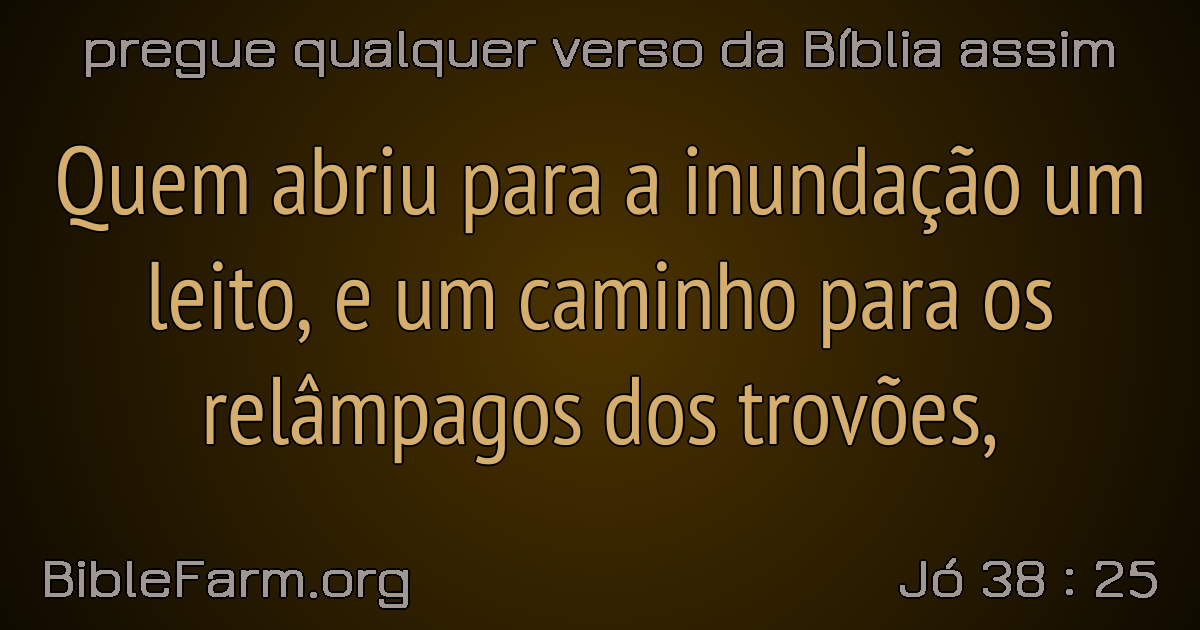 pregue qualquer verso da Bíblia assim
Quem abriu para a inundação um
leito, e um caminho para os
relâmpagos dos trovões,
BibleFarm.org
Jó 38 : 25